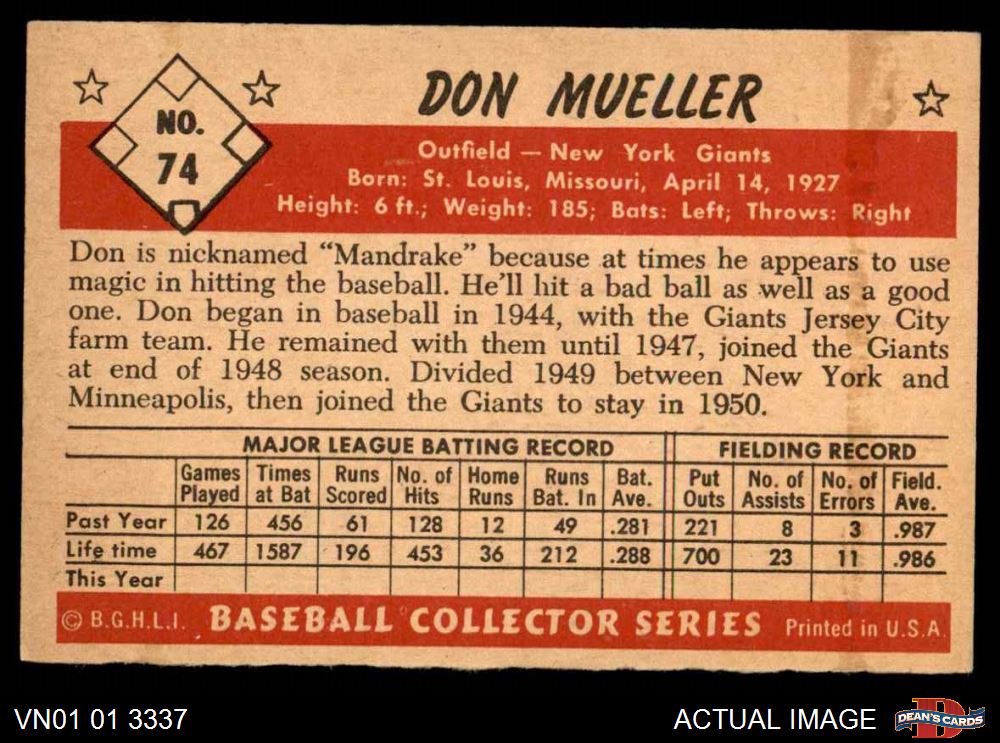 NO.
74
DON MUELLER
Outfield — New York Giants
Born: St. Louis, Missouri, April 14, 1927
Height: 6 ft.; Weight: 185; Bats: Left; Throws: Right
Don is nicknamed “Mandrake” because at times he appears to use
magic in hitting the baseball. He’ll hit a bad ball as well as a good
one. Don began in baseball in 1944, with the Giants Jersey City
farm team. He remained with them until 1947, joined the Giants
at end of 1948 season. Divided 1949 between New York and
Minneapolis, then joined the Giants to stay in 1950.
MAJOR LEAGUE BATTING RECORD FIELDING RECORD
Games Times Runs No. of Home Runs Bat. Put No. of No. of Field.
Played at Bat Scored Hits Runs Bat. In Ave. Outs Assists Errors Ave.
Past Year 126 456 61 128 12 49 .281 221 8 3 .987
Life time 467 1587 196 453 36 212 .288 700 23 11 .986
This Year
© B.G.H.L.I. BASEBALL COLLECTOR SERIES Printed in U.S.A.
VN01 01 3337 ACTUAL IMAGE DEAN'S CARDS